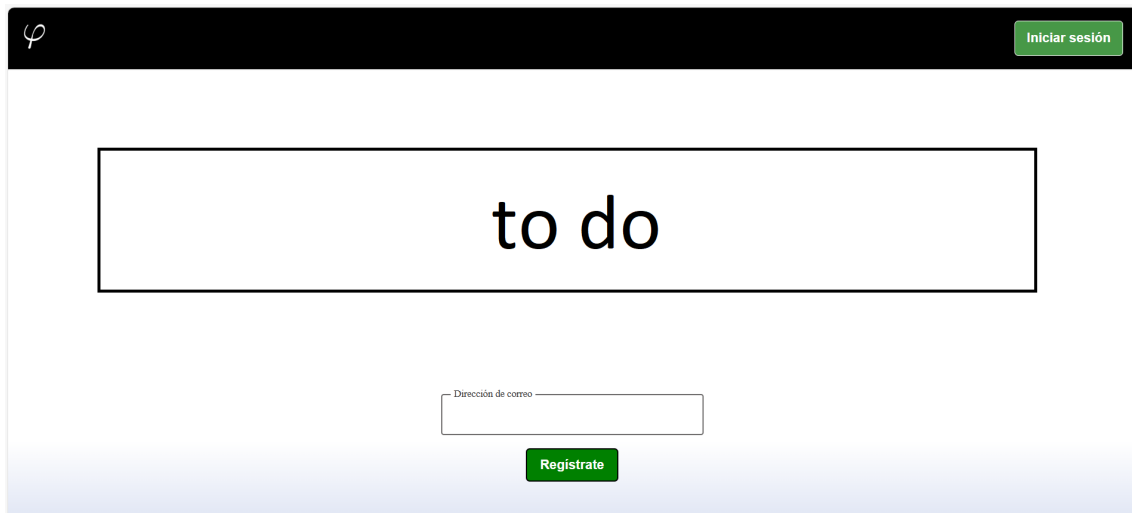 φ
Iniciar sesión
to do
Dirección de correo
Regístrate